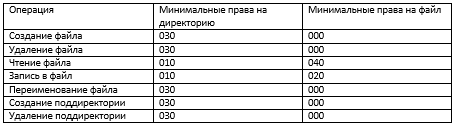 Операция Минимальные права на директорию Минимальные права на файл
Создание файла 030 000
Удаление файла 030 000
Чтение файла 010 040
Запись в файл 010 020
Переименование файла 030 000
Создание поддиректории 030 000
Удаление поддиректории 030 000